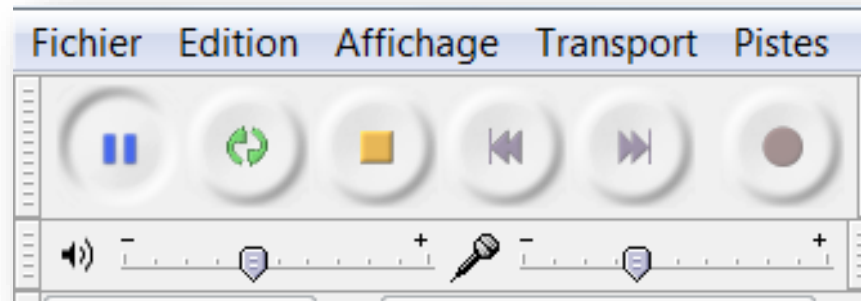 Fichier Edition Affichage Transport Pistes
- + - +